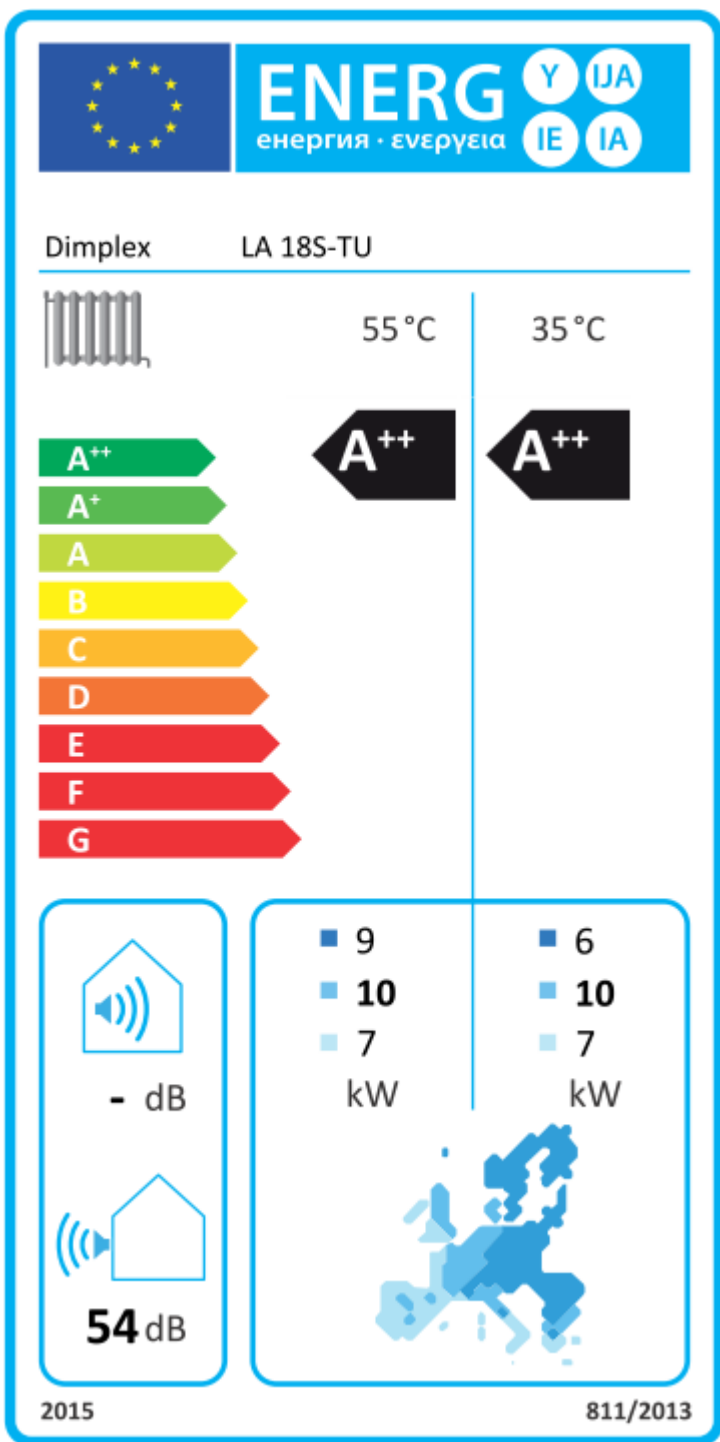 ENERG Y IJA
енергия · ενεργεια IE IA
Dimplex LA 18S-TU
55 °C 35 °C
A++ A++
A++
A+
A
B
C
D
E
F
G
9 6
10 10
7 7
kW kW
- dB
54 dB
2015 811/2013